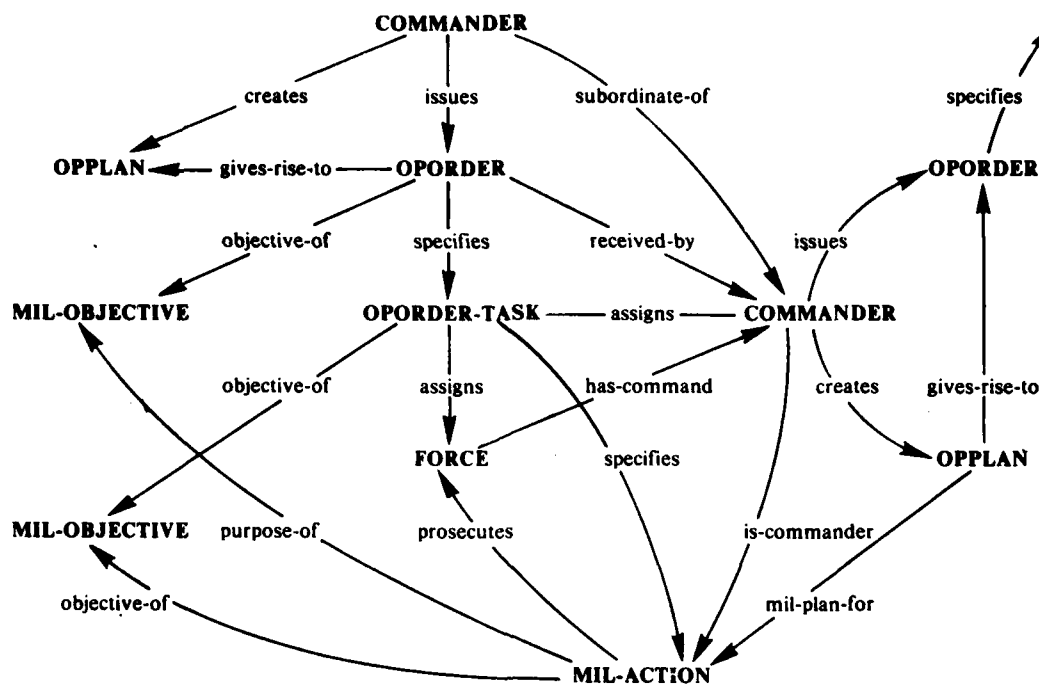 COMMANDER
creates issues subordinate-of specifies
OPPLAN gives-rise-to OPORDER OPORDER
objective-of specifies received-by issues
MIL-OBJECTIVE OPORDER-TASK assigns COMMANDER
objective-of assigns has-command creates gives-rise-to
FORCE specifies OPPLAN
MIL-OBJECTIVE purpose-of prosecutes is-commander
objective-of mil-plan-for
MIL-ACTION